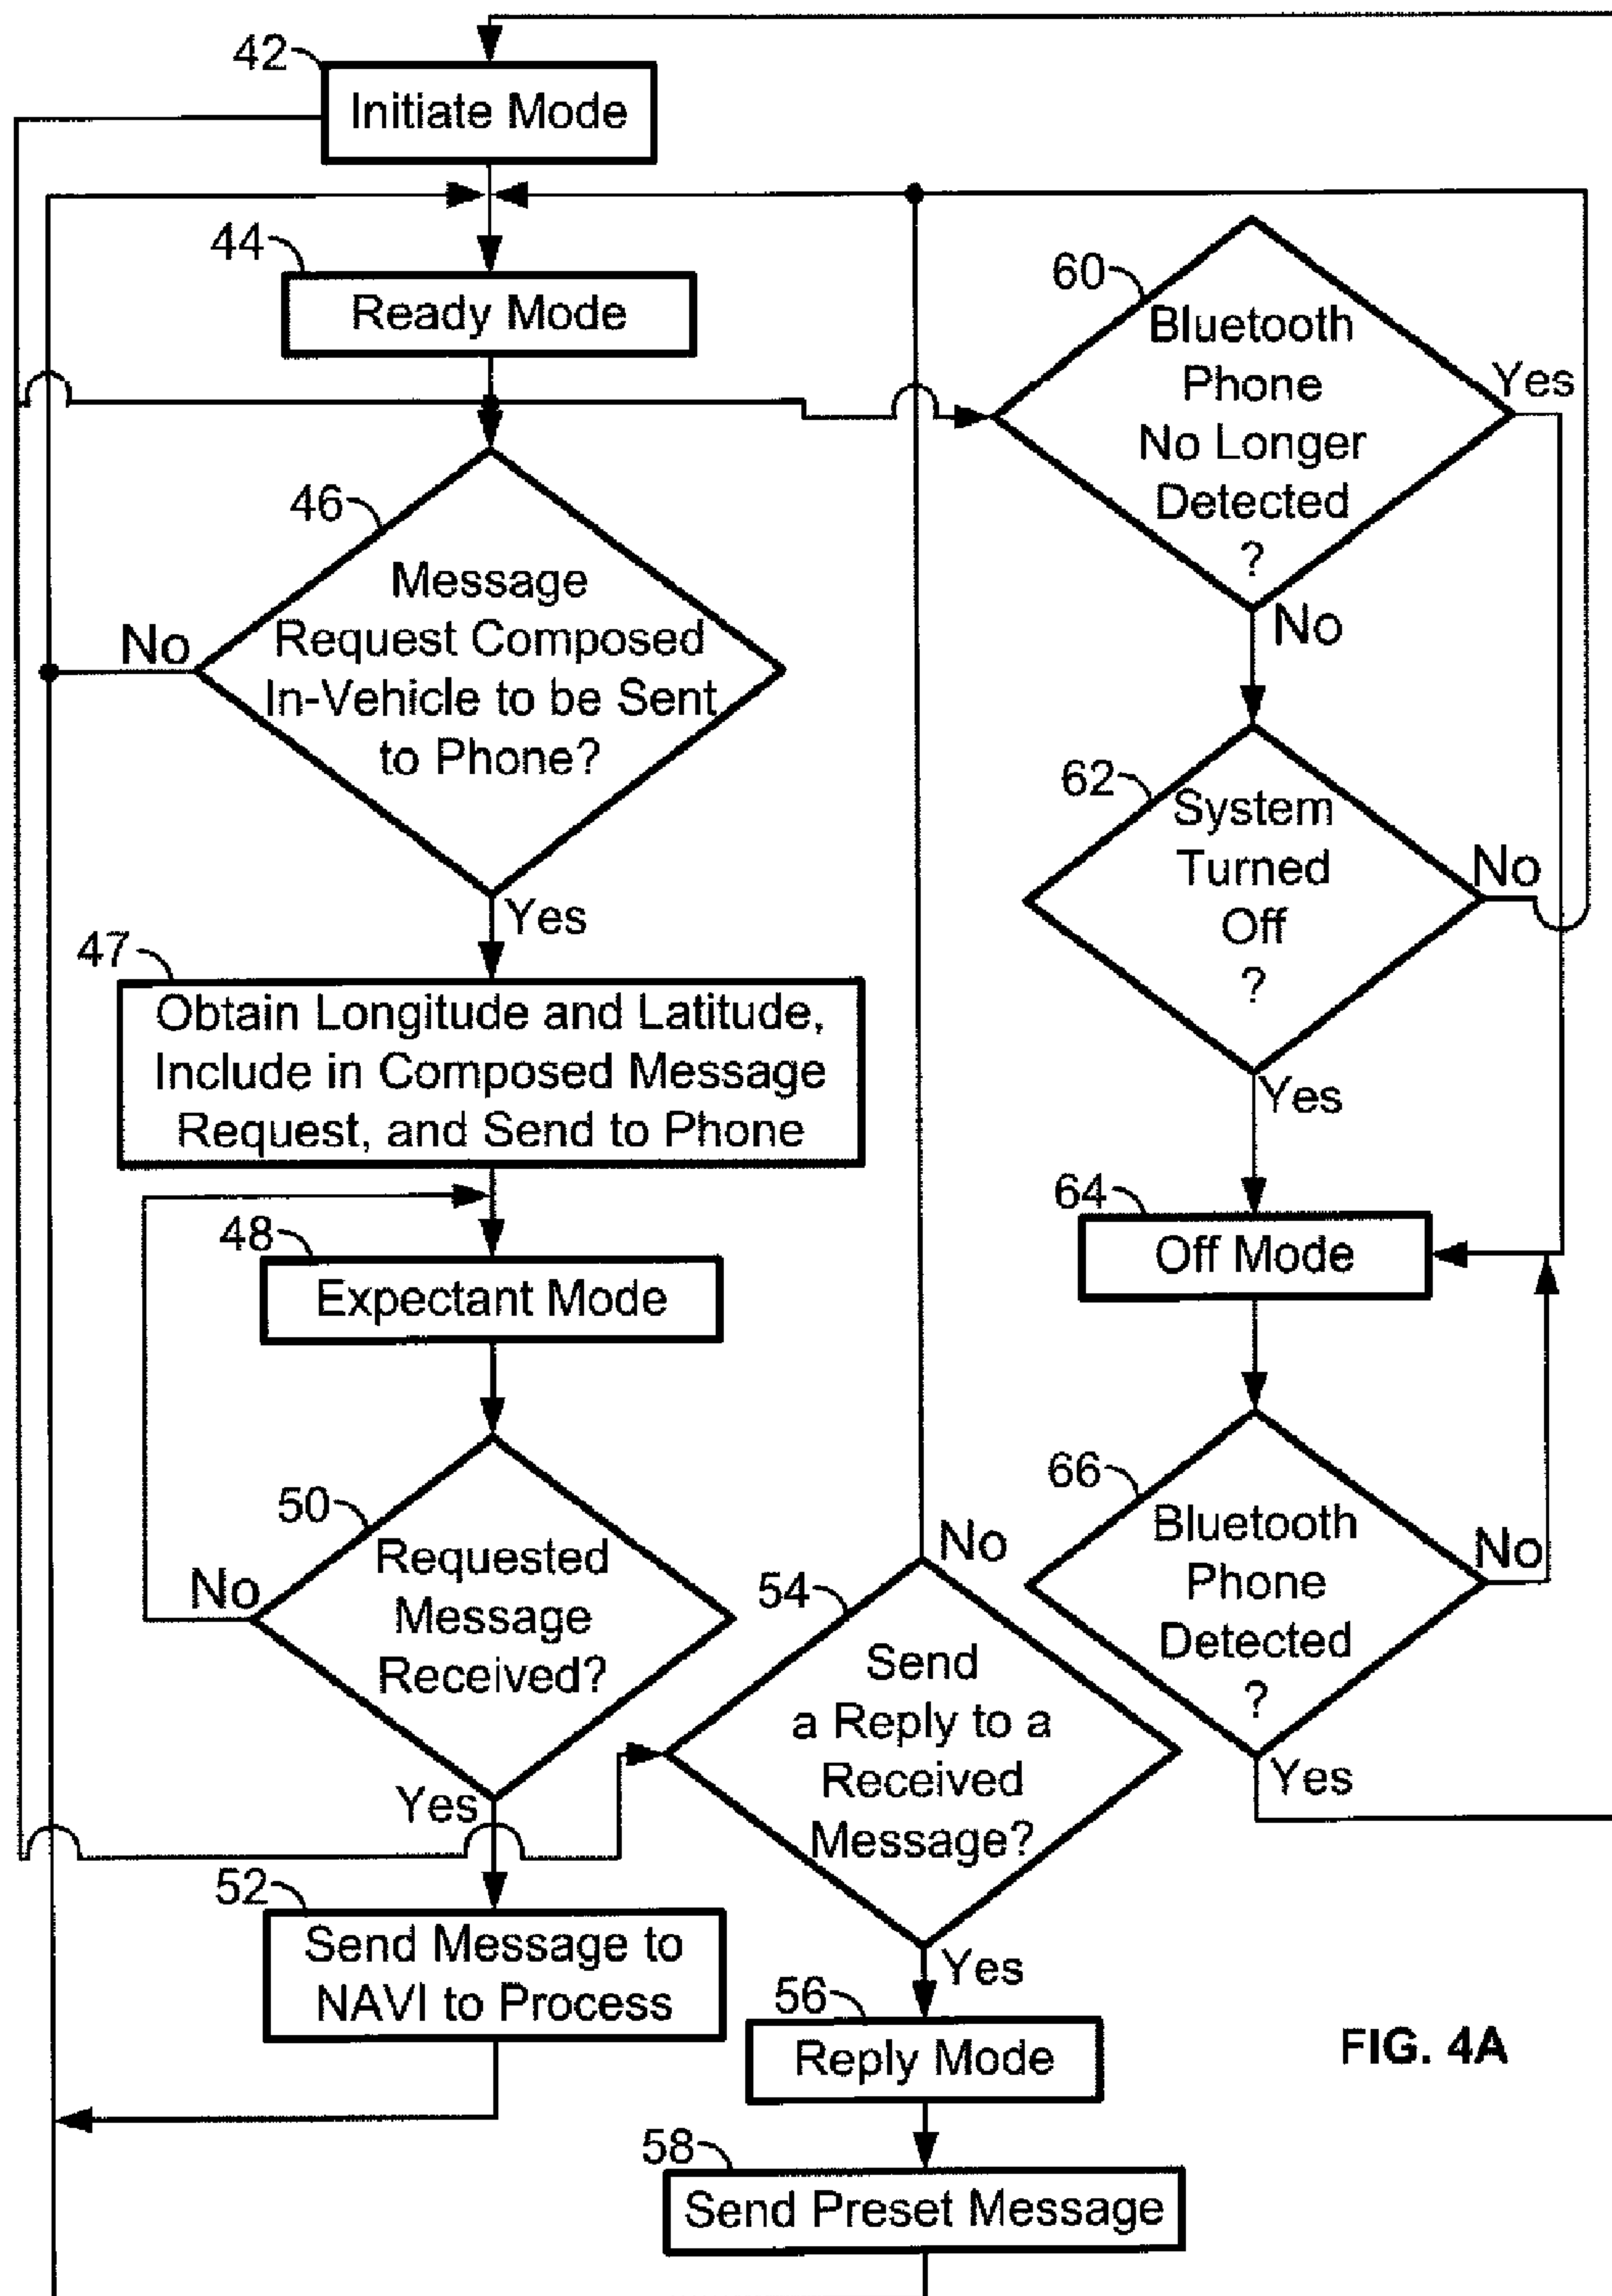 42
Initiate Mode
44
Ready Mode
46
Message
Request Composed
In-Vehicle to be Sent
to Phone?
No
Yes
47
Obtain Longitude and Latitude,
Include in Composed Message
Request, and Send to Phone
48
Expectant Mode
50
Requested
Message
Received?
No
Yes
52
Send Message to
NAVI to Process
54
Send
a Reply to a
Received
Message?
No
Yes
56
Reply Mode
58
Send Preset Message
60
Bluetooth
Phone
No Longer
Detected
?
Yes
No
62
System
Turned
Off
?
No
Yes
64
Off Mode
66
Bluetooth
Phone
Detected
?
No
Yes
FIG. 4A